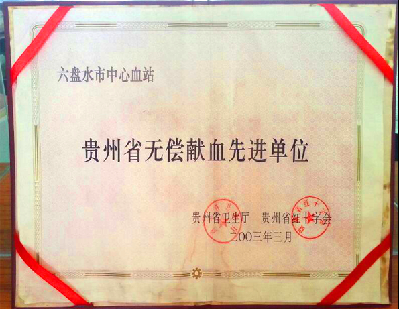 六盘水市中心血站
贵州省无偿献血先进单位
贵州省卫生厅 贵州省红十字会
二00三年三月